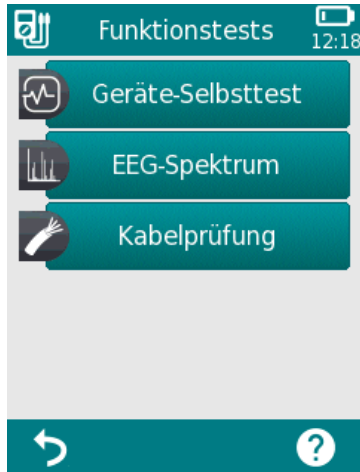 Funktionstests
12:18
Geräte-Selbsttest
EEG-Spektrum
Kabelprüfung
?